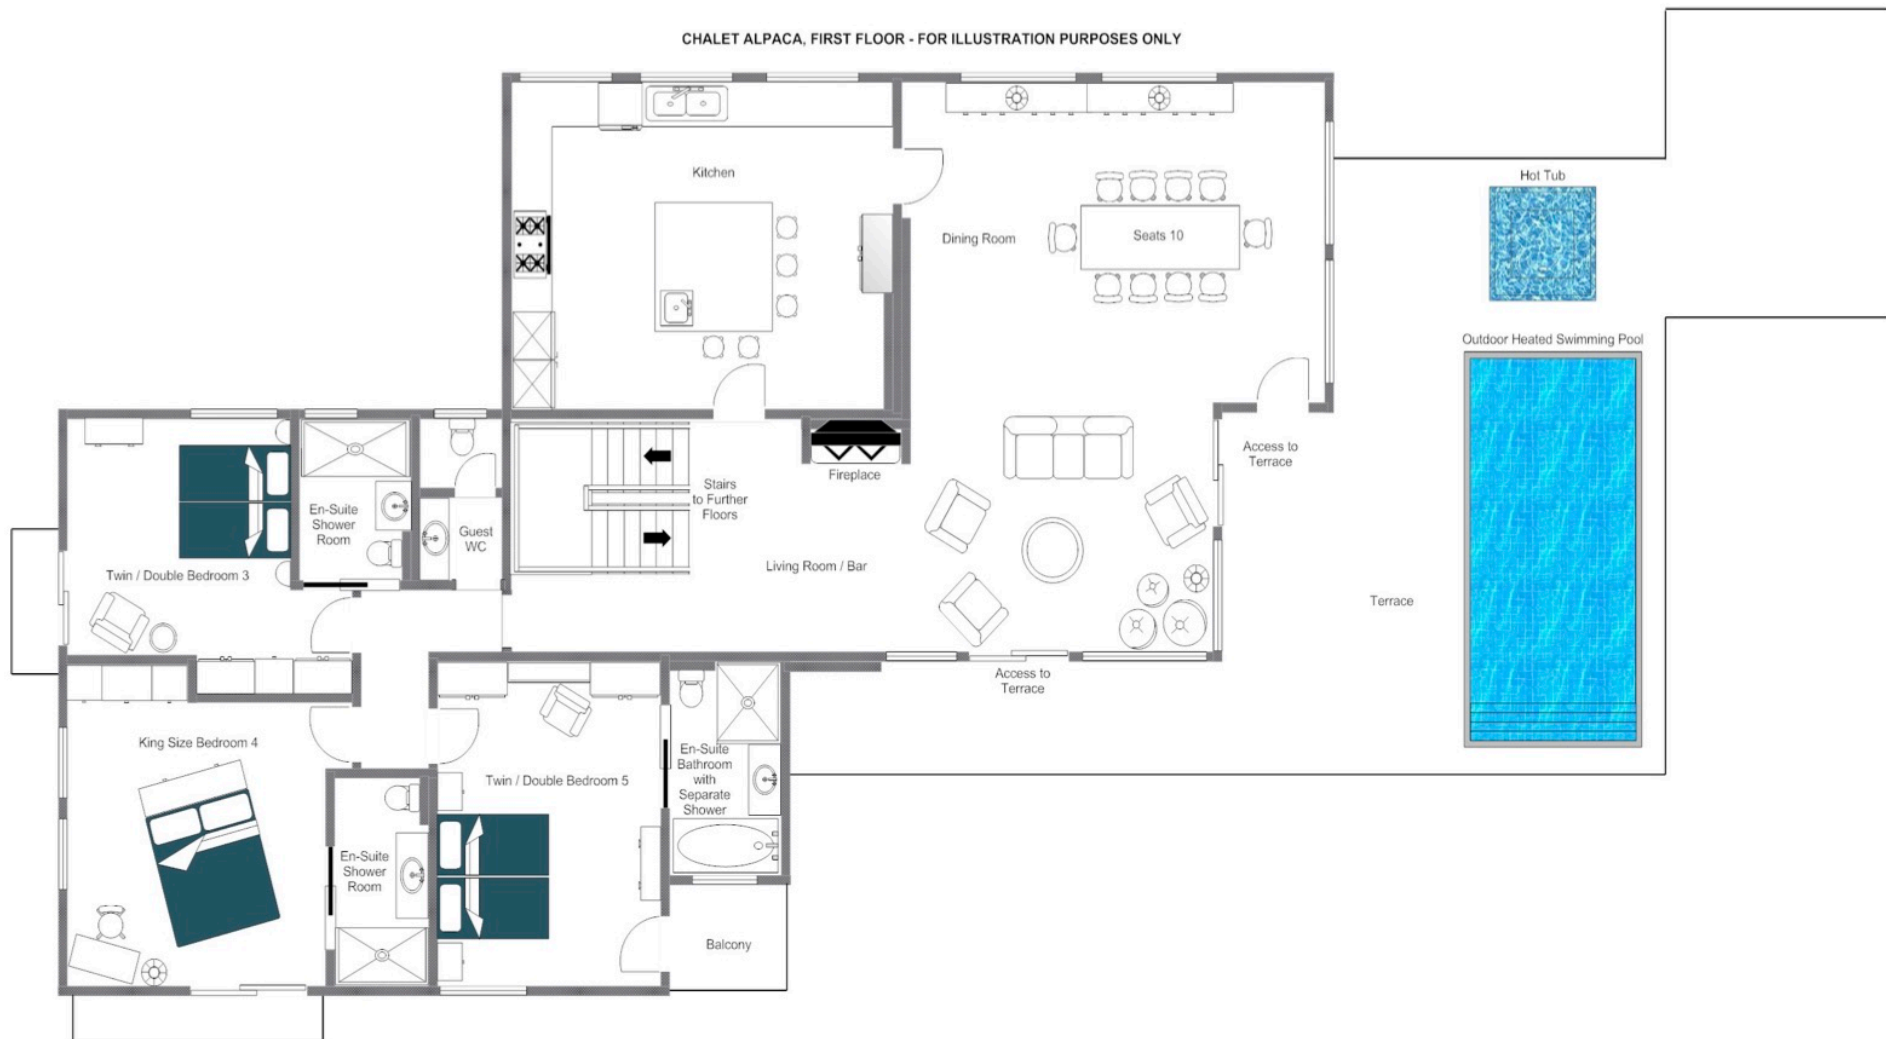 CHALET ALPACA, FIRST FLOOR - FOR ILLUSTRATION PURPOSES ONLY
Kitchen
Hot Tub
Dining Room
Seats 10
Outdoor Heated Swimming Pool
Access to
Terrace
Fireplace
Stairs
to Further
Floors
En-Suite
Shower
Room
Guest
WC
Living Room / Bar
Twin / Double Bedroom 3
Terrace
Access to
Terrace
King Size Bedroom 4
Twin / Double Bedroom 5
En-Suite
Bathroom
with
Separate
Shower
En-Suite
Shower
Room
Balcony